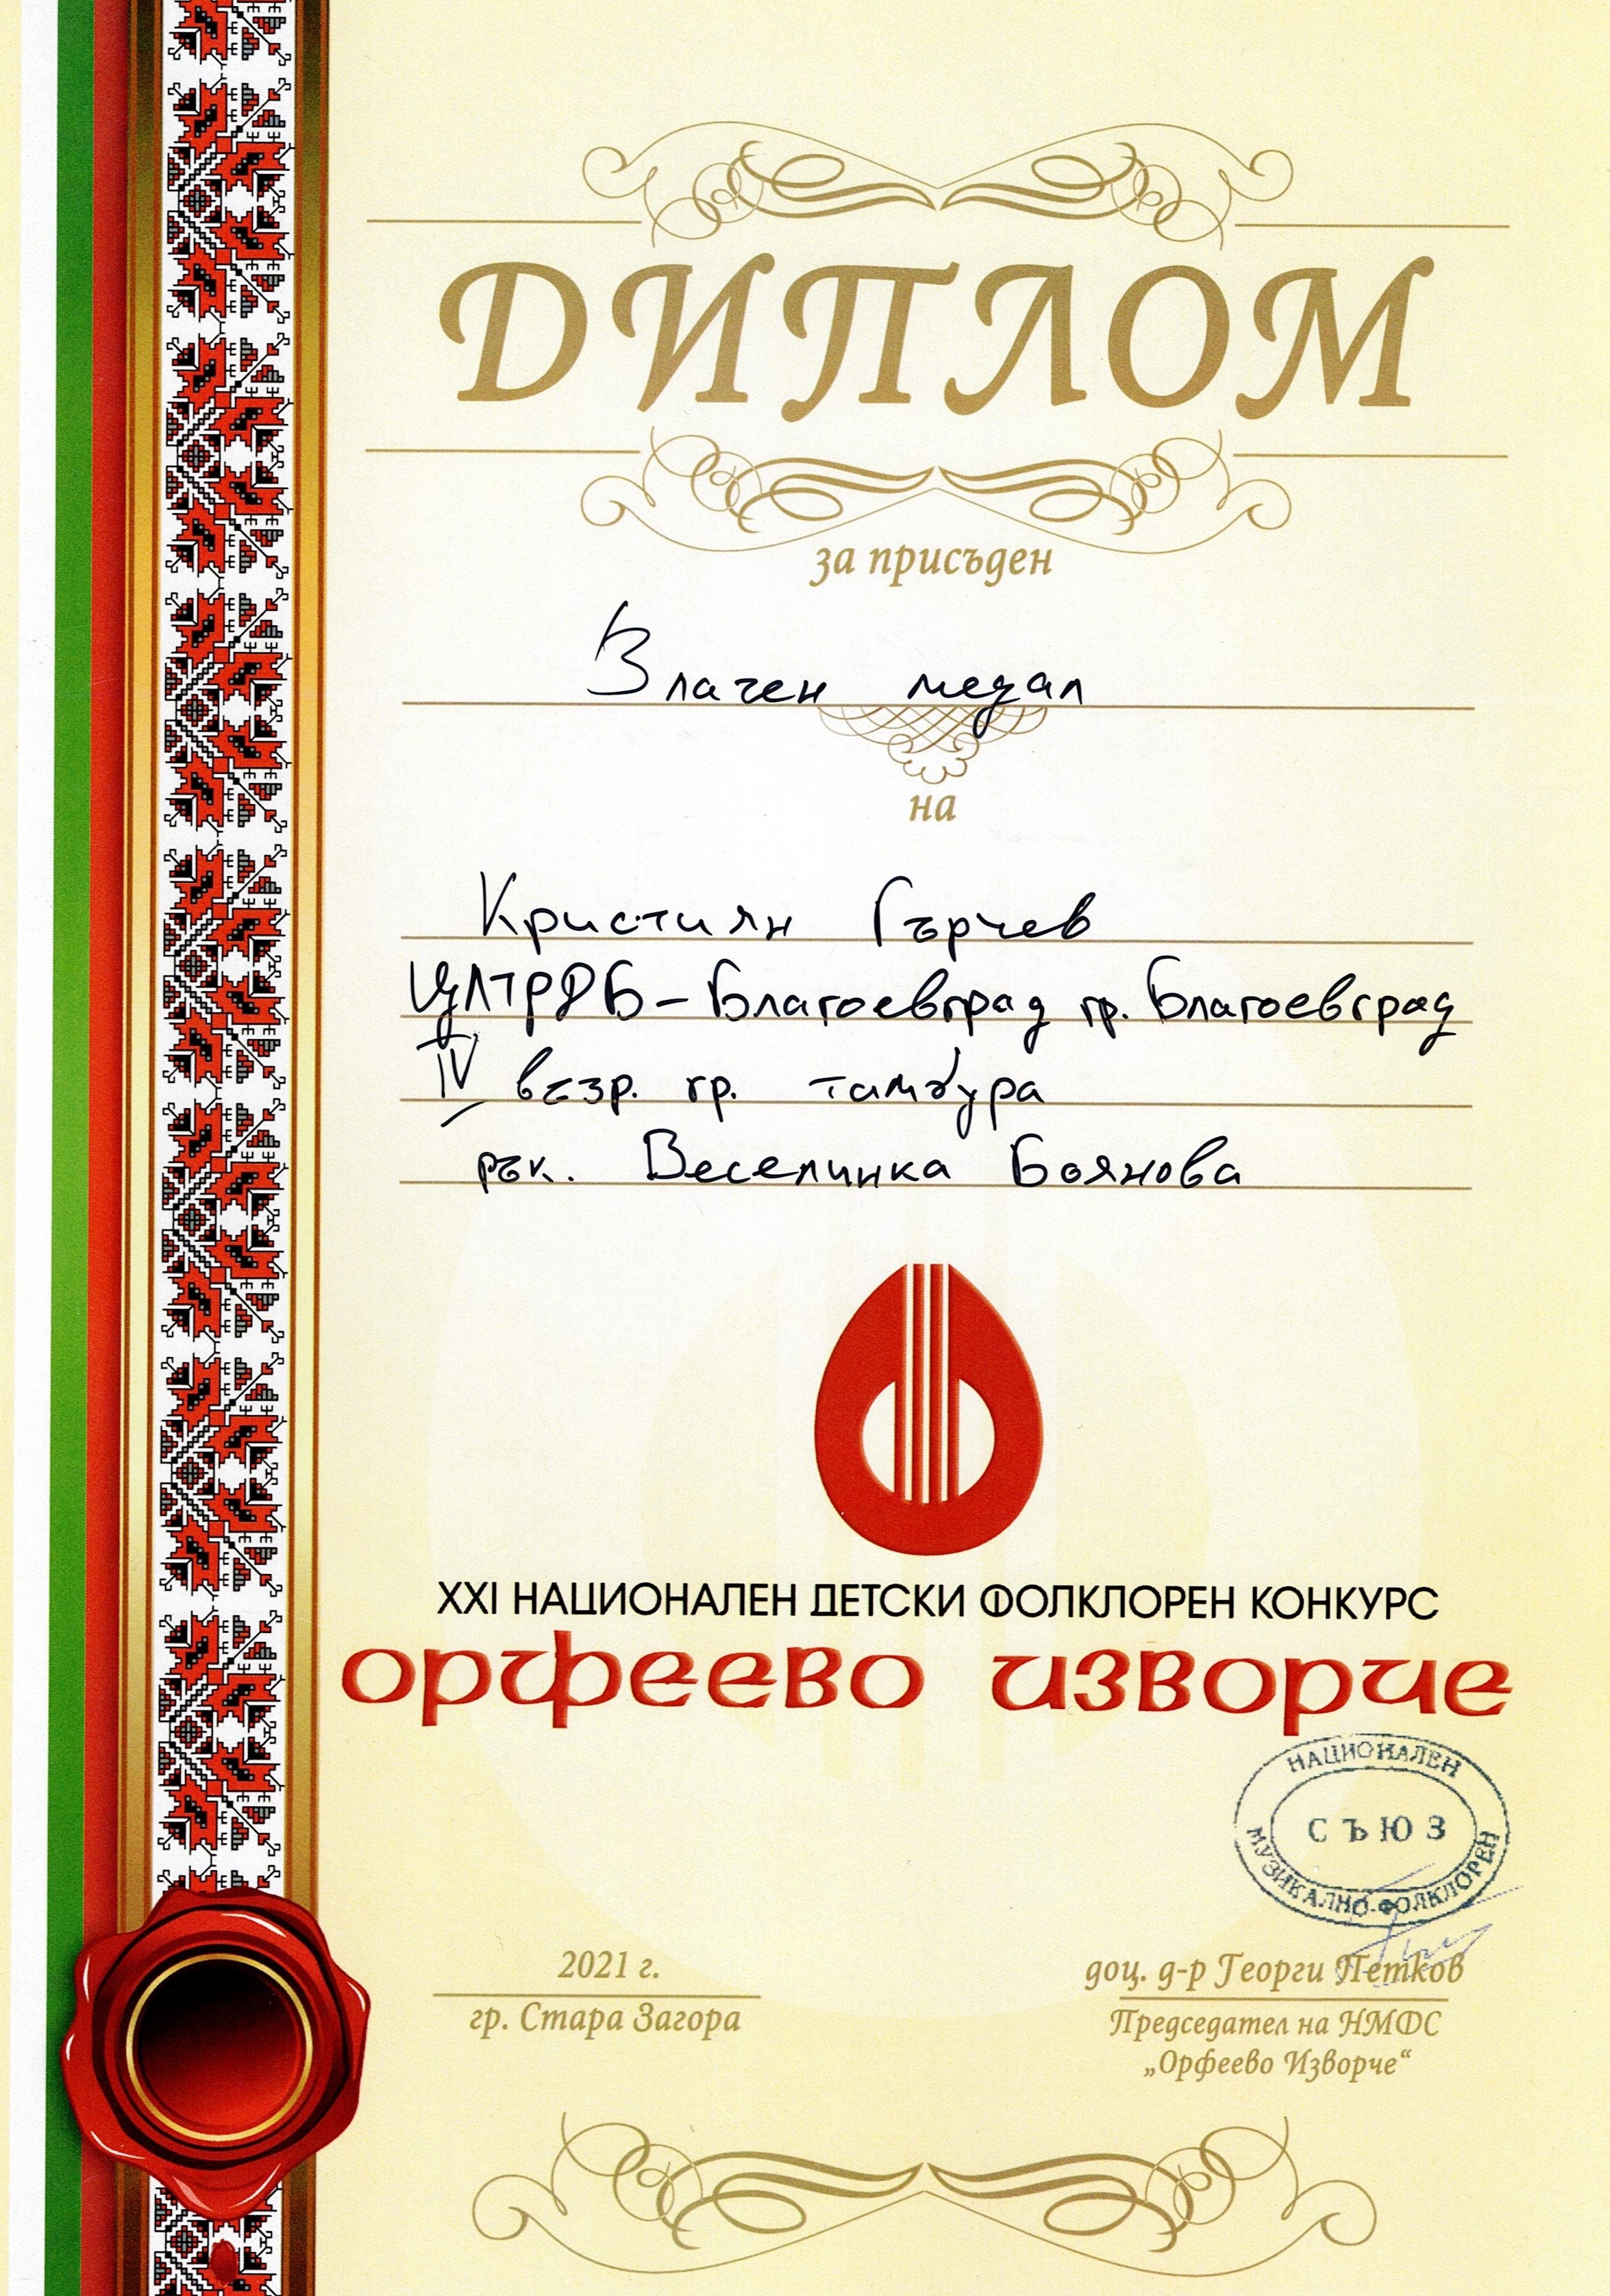 ДИПЛОМ
за присъден
Златен медал
на
Кристиян Гърчев
ЦПЛР ДБ - Благоевград гр. Благоевград
IV възр. гр. тамбура
рък. Веселинка Боянова
XXI НАЦИОНАЛЕН ДЕТСКИ ФОЛКЛОРЕН КОНКУРС
орфеево изворче
НАЦИОНАЛЕН
СЪЮЗ
МУЗИКАЛНО-ФОЛКЛОРЕН
2021 г.
гр. Стара Загора
доц. д-р Георги Петков
Председател на НМФС
„Орфеево Изворче“